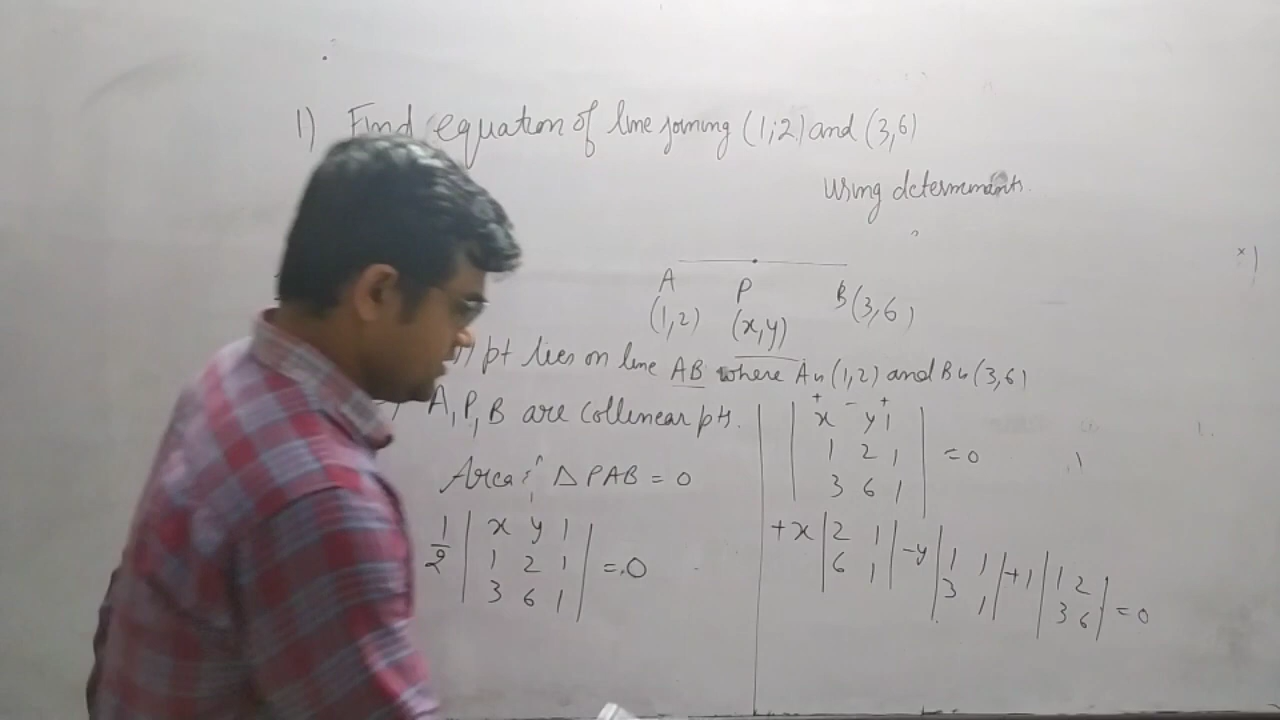 1) Find equation of line joining (1,2) and (3,6)
using determinants.
A P B(3,6)
(1,2) (x,y)
pt lies on line AB where A is (1,2) and B is (3,6)
A, P, B are collinear pts.
Area of Δ PAB = 0
1/2 | x y 1 |
| 1 2 1 | = 0
| 3 6 1 |
+ - +
| x y 1 |
| 1 2 1 | = 0
| 3 6 1 |
+x | 2 1 | -y | 1 1 | +1 | 1 2 |
| 6 1 | | 3 1 | | 3 6 | = 0